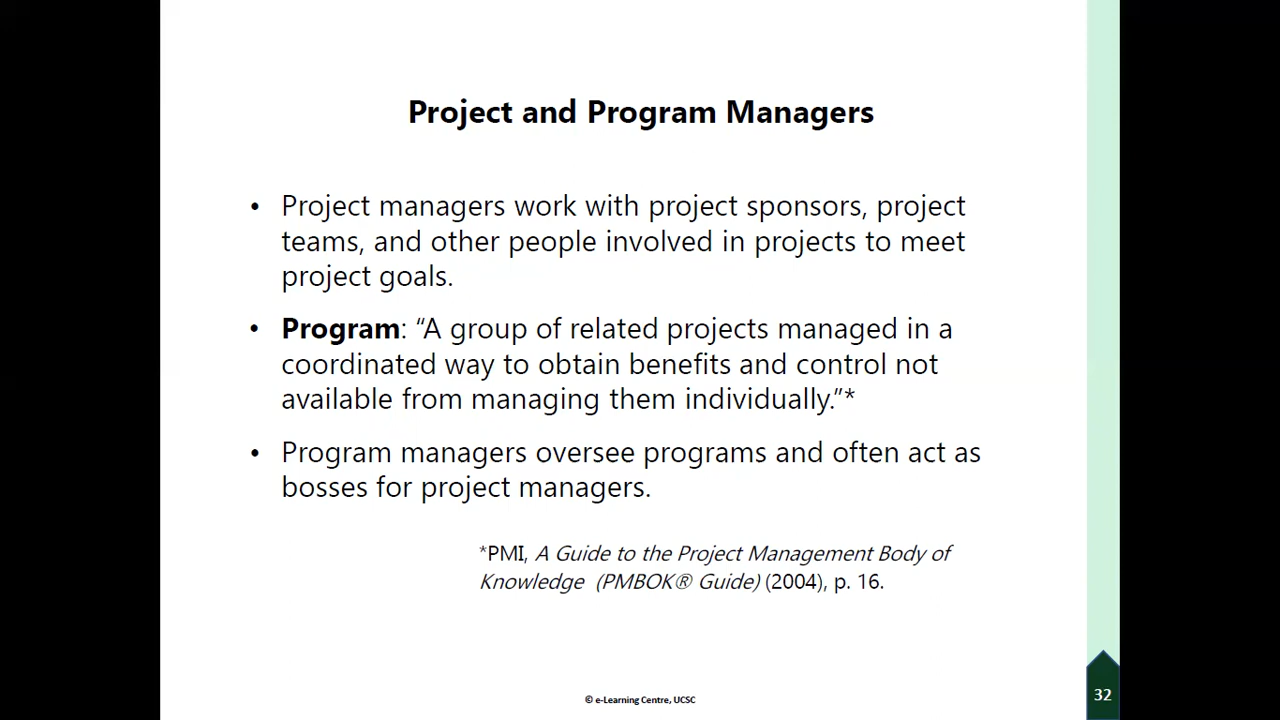 Project and Program Managers
• Project managers work with project sponsors, project
teams, and other people involved in projects to meet
project goals.
• Program: “A group of related projects managed in a
coordinated way to obtain benefits and control not
available from managing them individually.”*
• Program managers oversee programs and often act as
bosses for project managers.
*PMI, A Guide to the Project Management Body of
Knowledge (PMBOK® Guide) (2004), p. 16.
© e-Learning Centre, UCSC
32